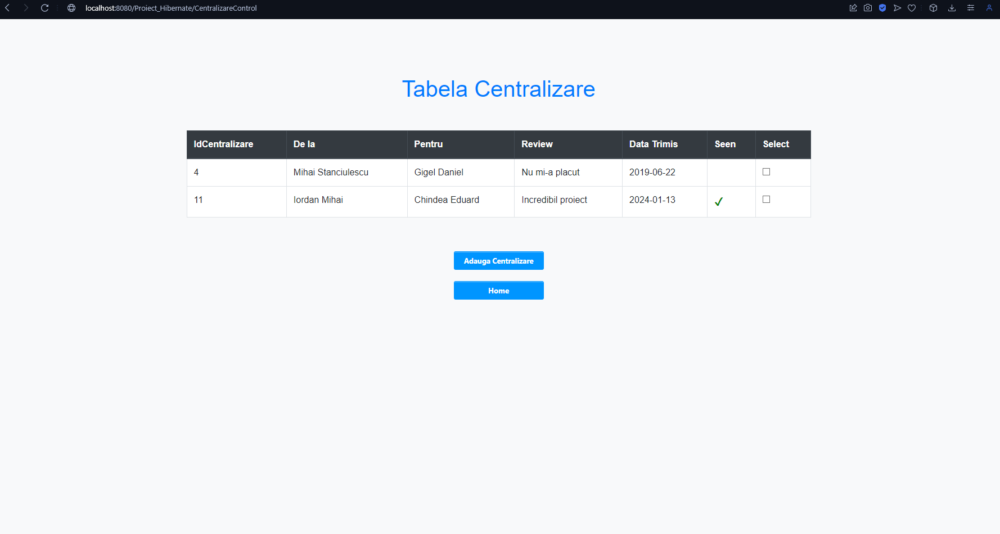 localhost:8080/Proiect_Hibernate/CentralizareControl
Tabela Centralizare
IdCentralizare De la Pentru Review Data Trimis Seen Select
4 Mihai Stanciulescu Gigel Daniel Nu mi-a placut 2019-06-22
11 Iordan Mihai Chindea Eduard Incredibil proiect 2024-01-13 ✓
Adauga Centralizare
Home